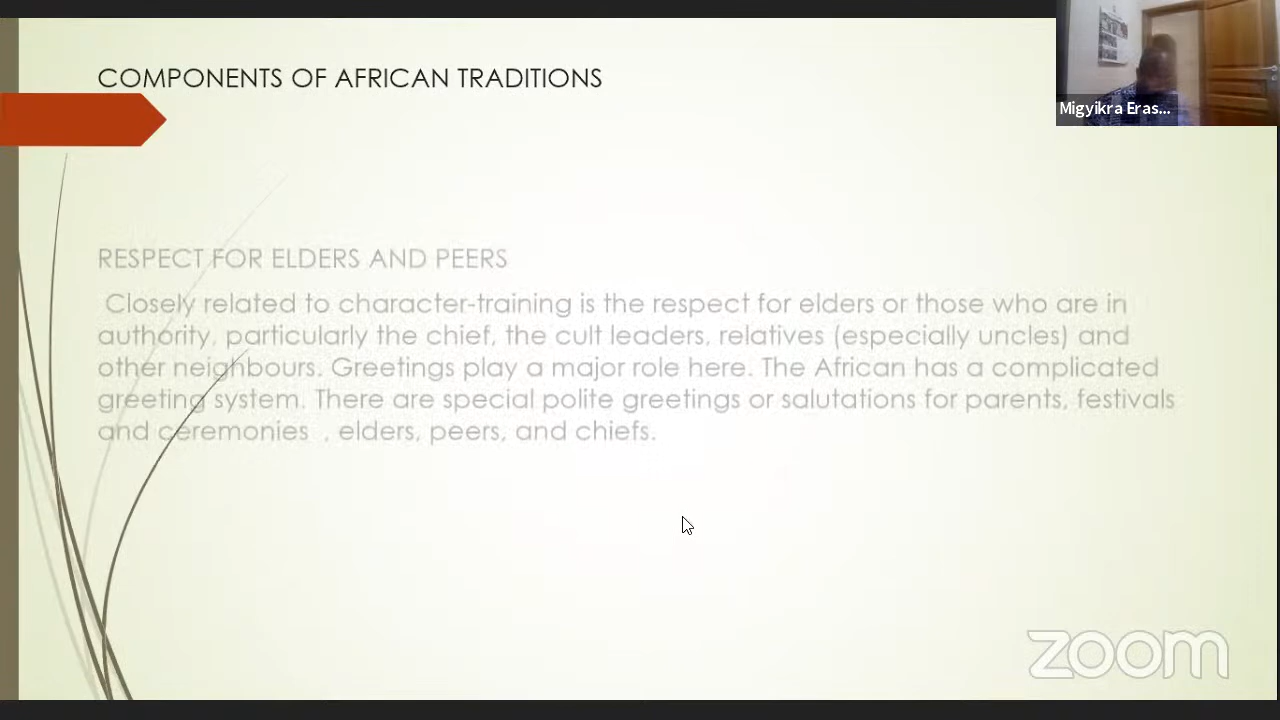 COMPONENTS OF AFRICAN TRADITIONS
Migyikra Eras...
RESPECT FOR ELDERS AND PEERS
Closely related to character-training is the respect for elders or those who are in
authority, particularly the chief, the cult leaders, relatives (especially uncles) and
other neighbours. Greetings play a major role here. The African has a complicated
greeting system. There are special polite greetings or salutations for parents, festivals
and ceremonies , elders, peers, and chiefs.
zoom